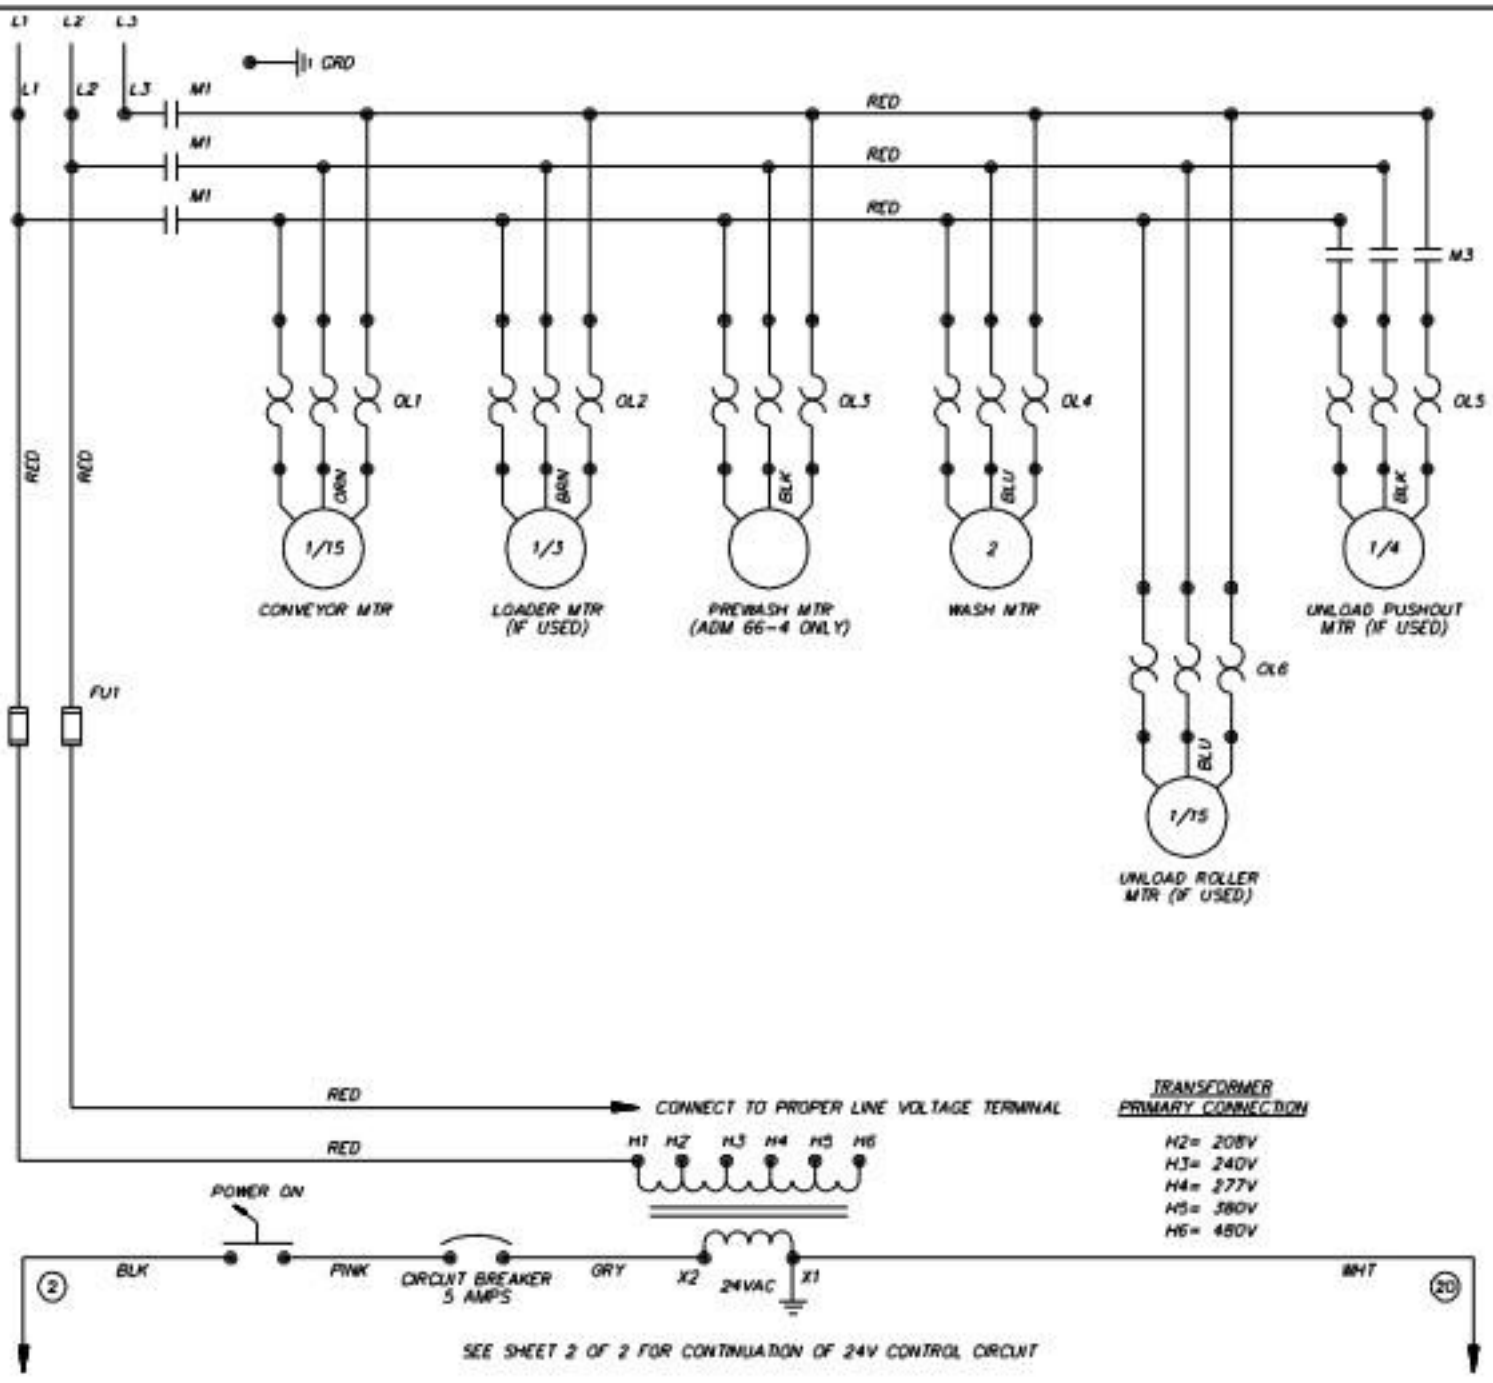 L1 L2 L3
GRD
L1 L2 L3 M1
RED
M1
RED
M1
RED
M3
OL1 OL2 OL3 OL4 OL5
RED RED
ORN BRN BLK BLU BLK
1/15 1/3 2 1/4
CONVEYOR MTR
LOADER MTR
(IF USED)
PREWASH MTR
(ADM 66-4 ONLY)
WASH MTR
UNLOAD PUSHOUT
MTR (IF USED)
OL6
FU1
BLU
1/15
UNLOAD ROLLER
MTR (IF USED)
RED
CONNECT TO PROPER LINE VOLTAGE TERMINAL
TRANSFORMER
PRIMARY CONNECTION
RED
H1 H2 H3 H4 H5 H6
H2= 208V
H3= 240V
H4= 277V
H5= 380V
H6= 480V
POWER ON
BLK PINK
CIRCUIT BREAKER
5 AMPS
GRY X2 24VAC X1 WHT
2 20
SEE SHEET 2 OF 2 FOR CONTINUATION OF 24V CONTROL CIRCUIT